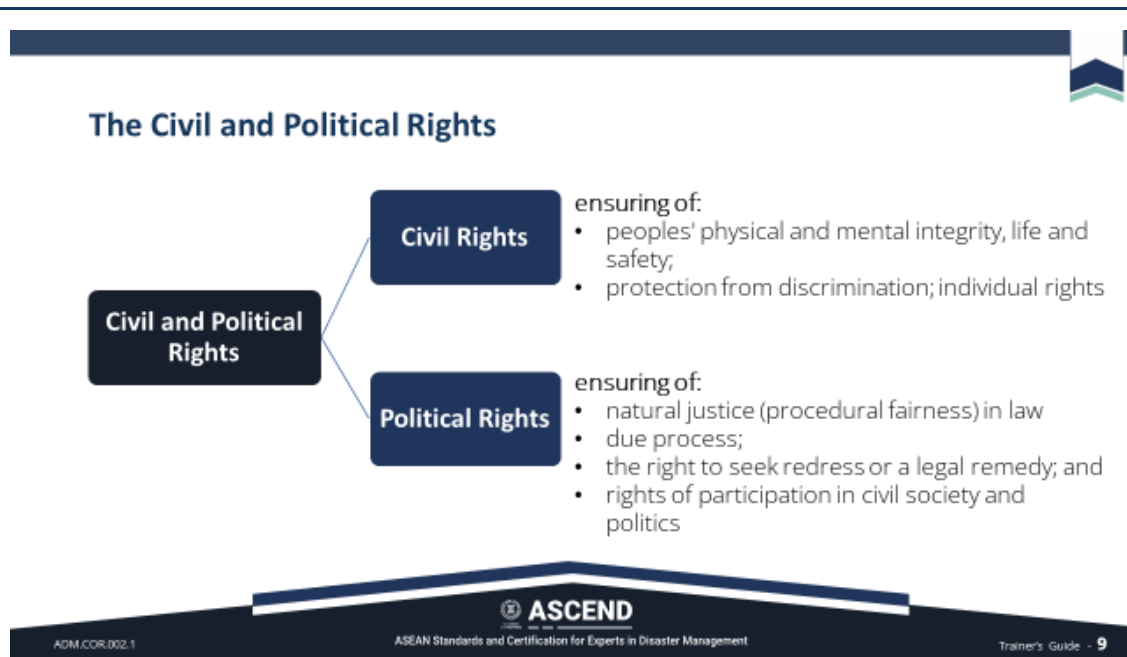 The Civil and Political Rights
Civil and Political
Rights
Civil Rights
ensuring of:
• peoples' physical and mental integrity, life and
safety;
• protection from discrimination; individual rights
Political Rights
ensuring of:
• natural justice (procedural fairness) in law
• due process;
• the right to seek redress or a legal remedy; and
• rights of participation in civil society and
politics
ASCEND
ASEAN Standards and Certification for Experts in Disaster Management
ADM.COR.002.1
Trainer's Guide - 9